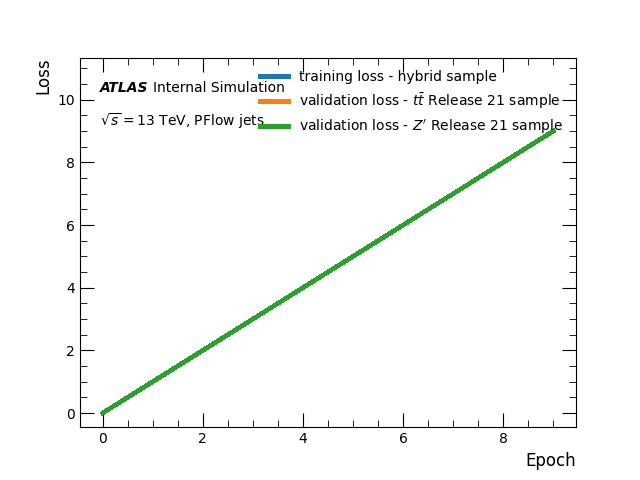 Loss
ATLAS Internal Simulation
√s = 13 TeV, PFlow jets
training loss - hybrid sample
validation loss - tt̄ Release 21 sample
validation loss - Z′ Release 21 sample
10
8
6
4
2
0
0 2 4 6 8
Epoch